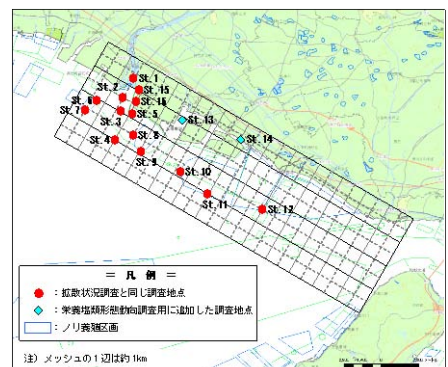 St. 1
St. 15
St. 2
St. 16
St. 6
St. 7
St. 3
St. 5
St. 13
St. 8
St. 14
St. 4
St. 9
St. 10
St. 11
St. 12
= 凡 例 =
：拡散状況調査と同じ調査地点
：栄養塩類形態動向調査用に追加した調査地点
：ノリ養殖区画
注）メッシュの1辺は約1km